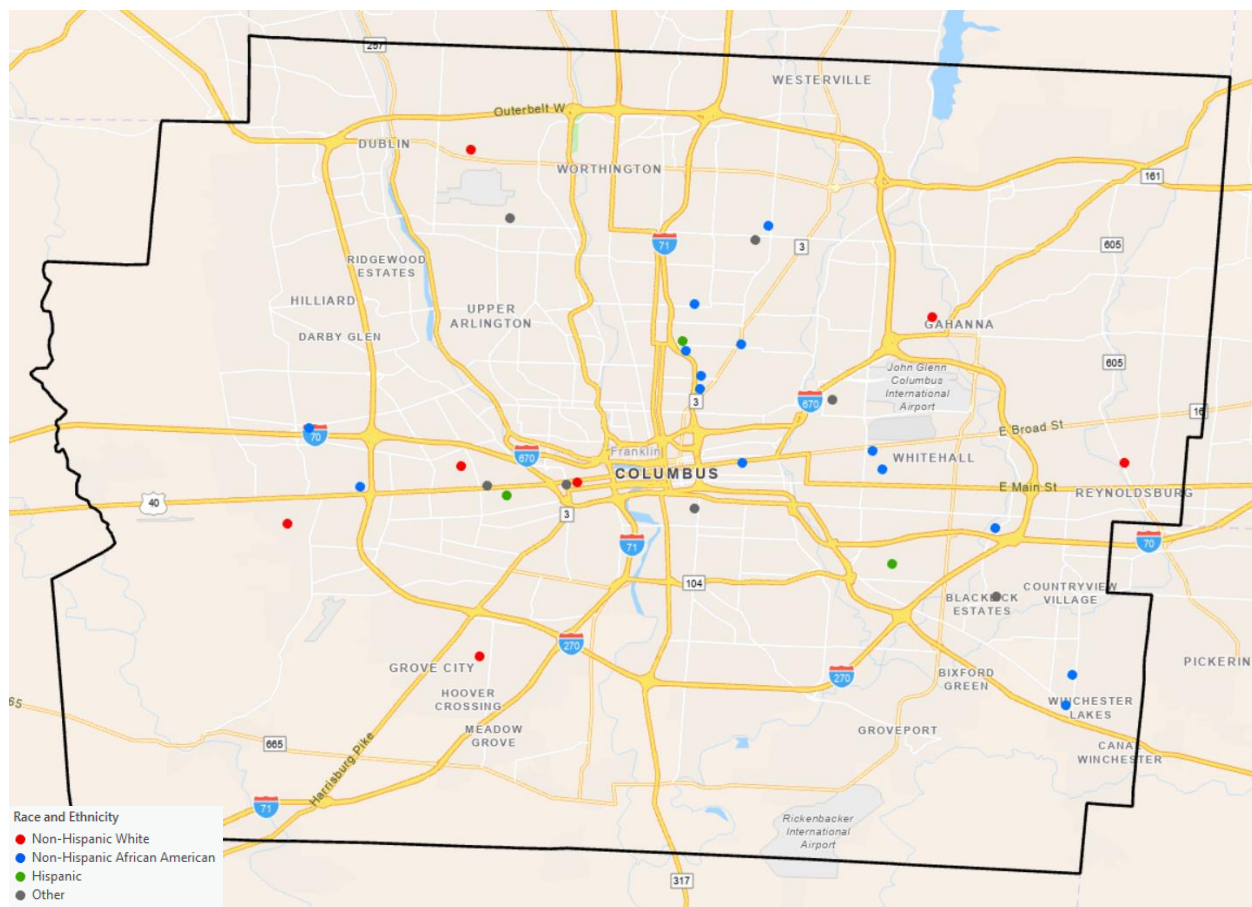 257
WESTERVILLE
Outerbelt W
DUBLIN
WORTHINGTON
161
71
3
605
RIDGEWOOD
ESTATES
HILLIARD
UPPER
ARLINGTON
DARBY GLEN
GAHANNA
605
John Glenn
Columbus
International
Airport
3
670
16
70
E Broad St
Franklin
670
WHITEHALL
COLUMBUS
E Main St
REYNOLDSBURG
40
3
71
70
104
BLACKLICK
ESTATES
COUNTRYVIEW
VILLAGE
270
GROVE CITY
270
BIXFORD
GREEN
PICKERIN
HOOVER
CROSSING
WINCHESTER
LAKES
65
MEADOW
GROVE
GROVEPORT
665
CANAL
WINCHESTER
Harrisburg Pike
71
Rickenbacker
International
Airport
317
Race and Ethnicity
Non-Hispanic White
Non-Hispanic African American
Hispanic
Other